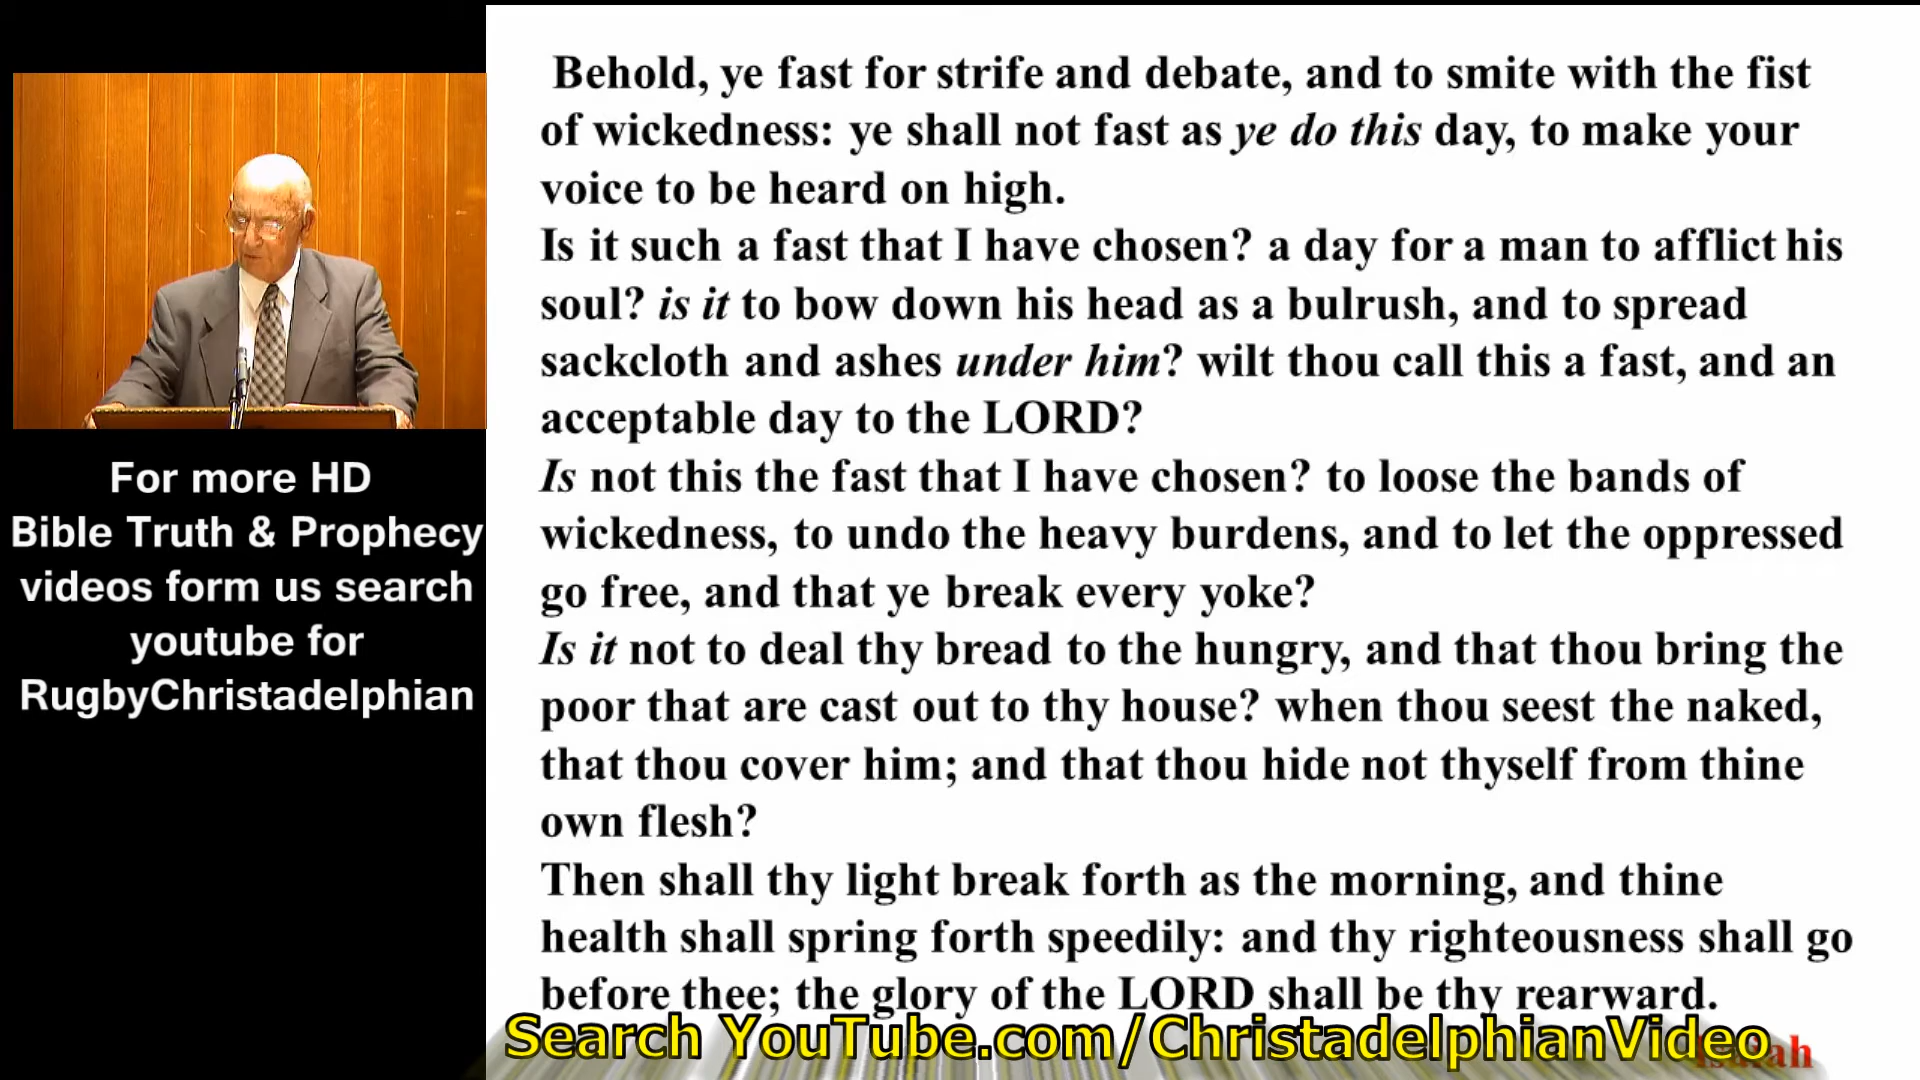 Behold, ye fast for strife and debate, and to smite with the fist
of wickedness: ye shall not fast as ye do this day, to make your
voice to be heard on high.
Is it such a fast that I have chosen? a day for a man to afflict his
soul? is it to bow down his head as a bulrush, and to spread
sackcloth and ashes under him? wilt thou call this a fast, and an
acceptable day to the LORD?
Is not this the fast that I have chosen? to loose the bands of
wickedness, to undo the heavy burdens, and to let the oppressed
go free, and that ye break every yoke?
Is it not to deal thy bread to the hungry, and that thou bring the
poor that are cast out to thy house? when thou seest the naked,
that thou cover him; and that thou hide not thyself from thine
own flesh?
Then shall thy light break forth as the morning, and thine
health shall spring forth speedily: and thy righteousness shall go
before thee; the glory of the LORD shall be thy rearward.
For more HD
Bible Truth & Prophecy
videos form us search
youtube for
RugbyChristadelphian
Search YouTube.com/ChristadelphianVideo
Isaiah